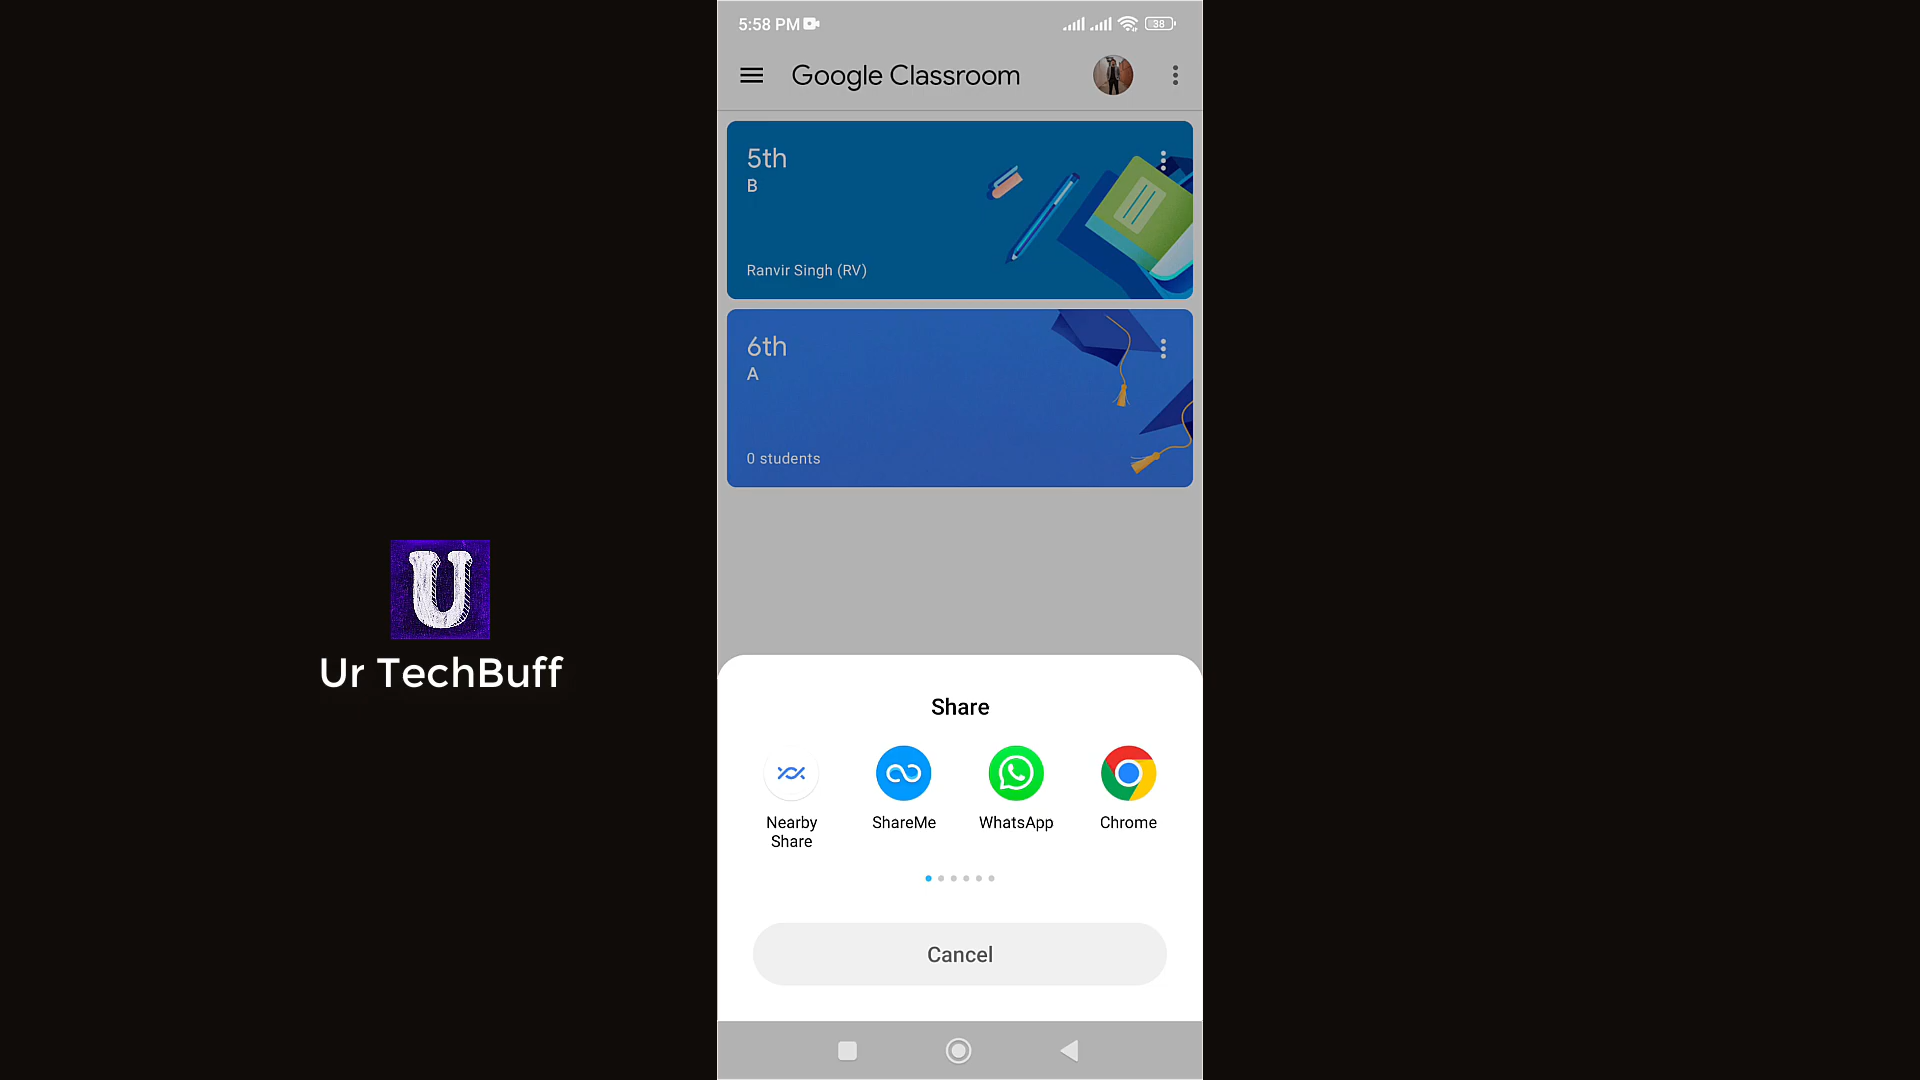 5:58 PM
38
Google Classroom
5th
B
Ranvir Singh (RV)
6th
A
0 students
U
Ur TechBuff
Share
Nearby
Share
ShareMe
WhatsApp
Chrome
Cancel